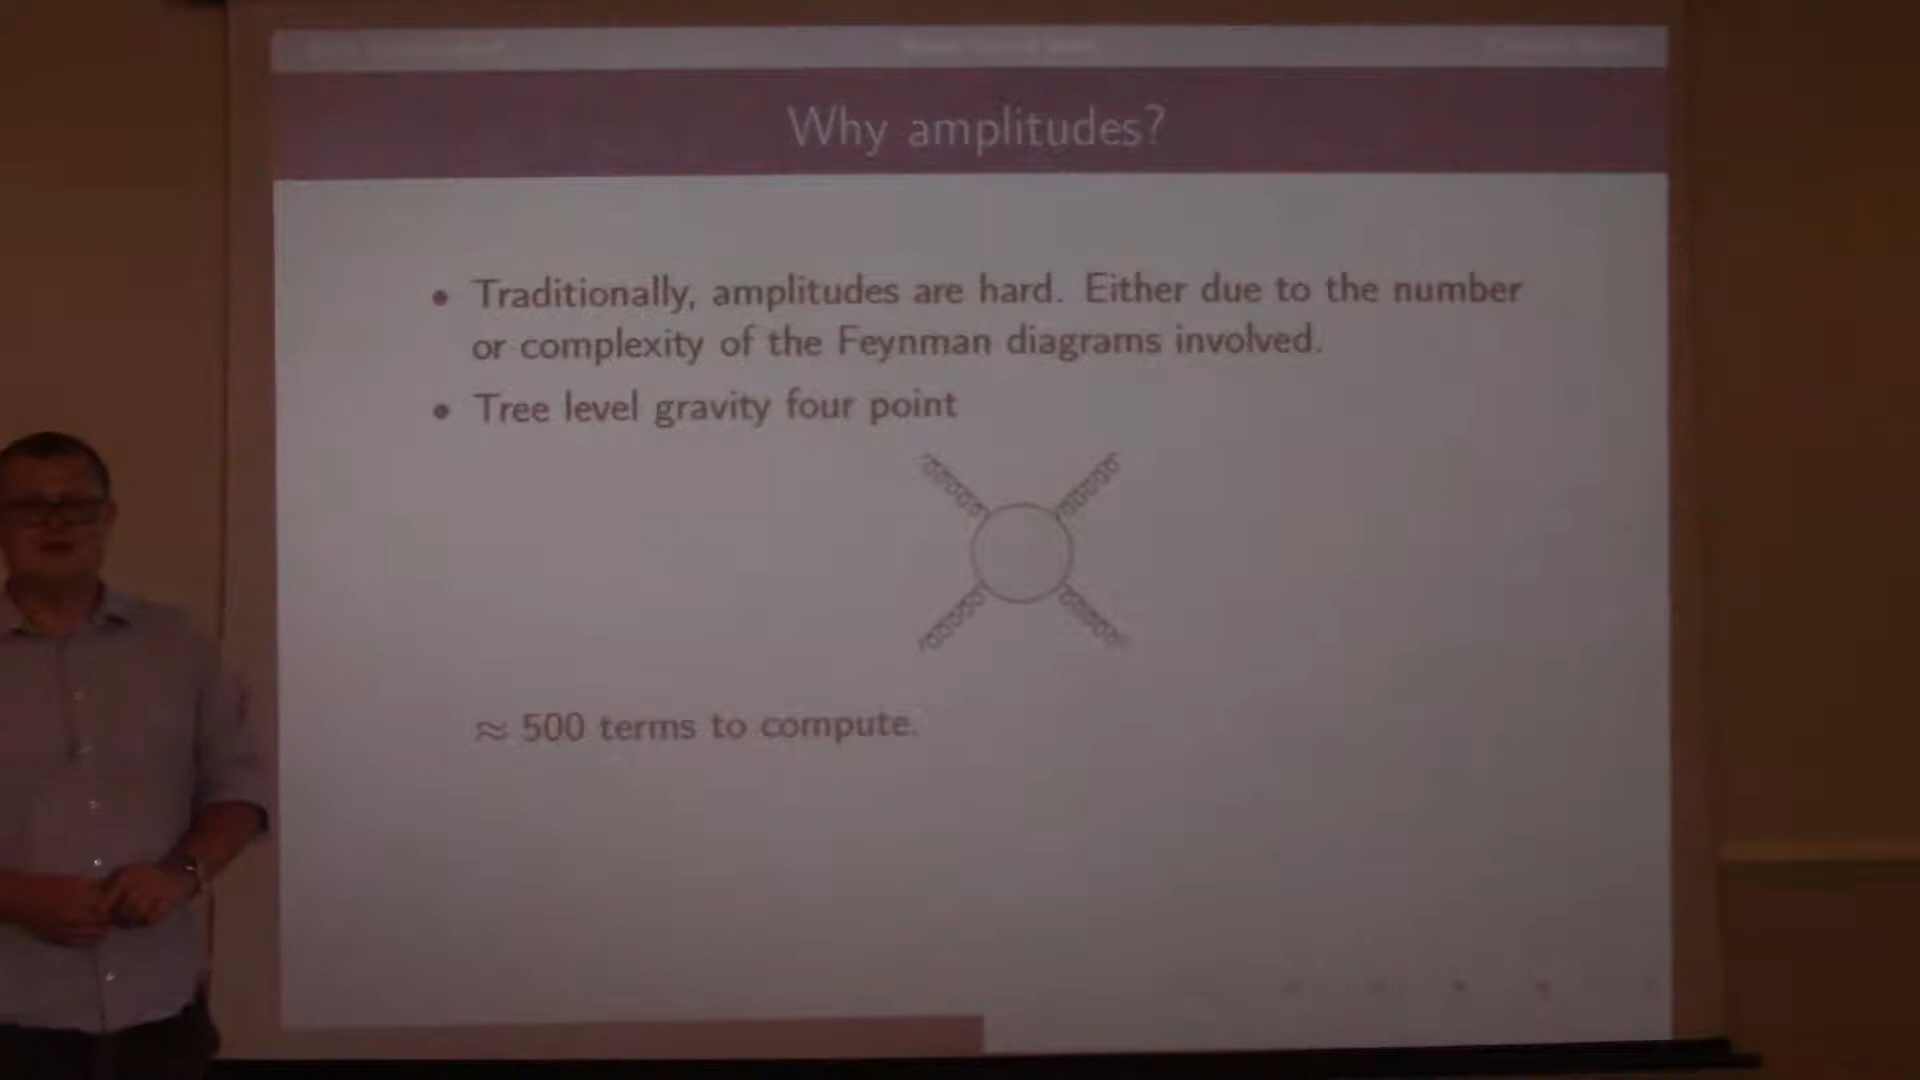 Why amplitudes?
• Traditionally, amplitudes are hard. Either due to the number
or complexity of the Feynman diagrams involved.
• Tree level gravity four point
≈ 500 terms to compute.